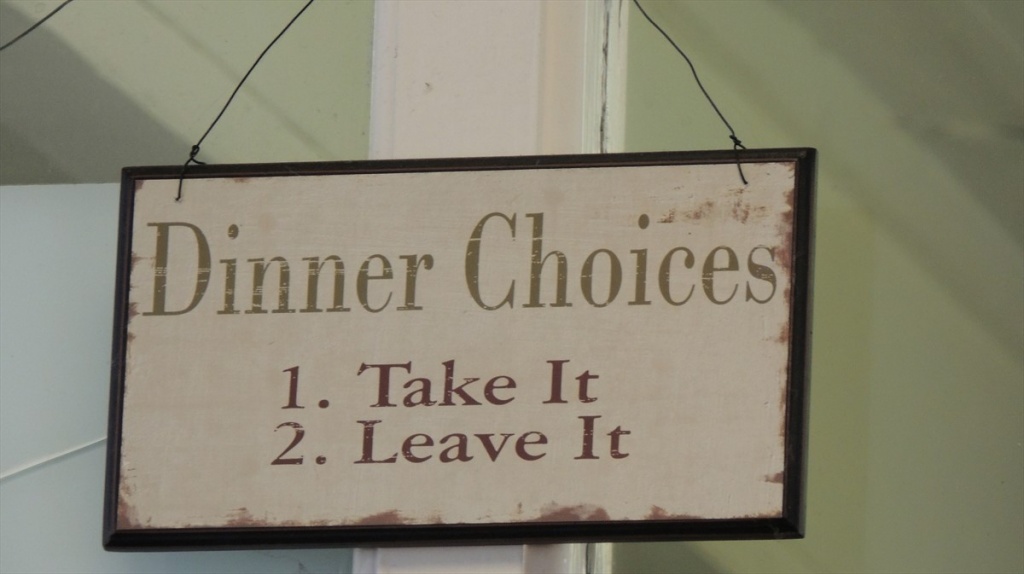 Dinner Choices
1. Take It
2. Leave It